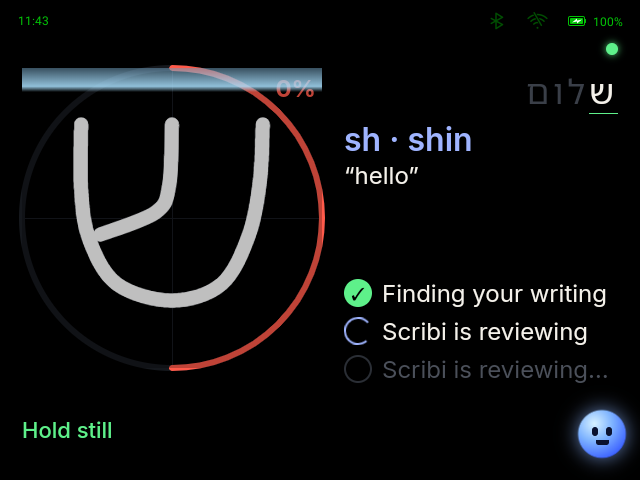 11:43
100%
0%
שלום
ש
sh · shin
“hello”
Finding your writing
Scribi is reviewing
Scribi is reviewing...
Hold still